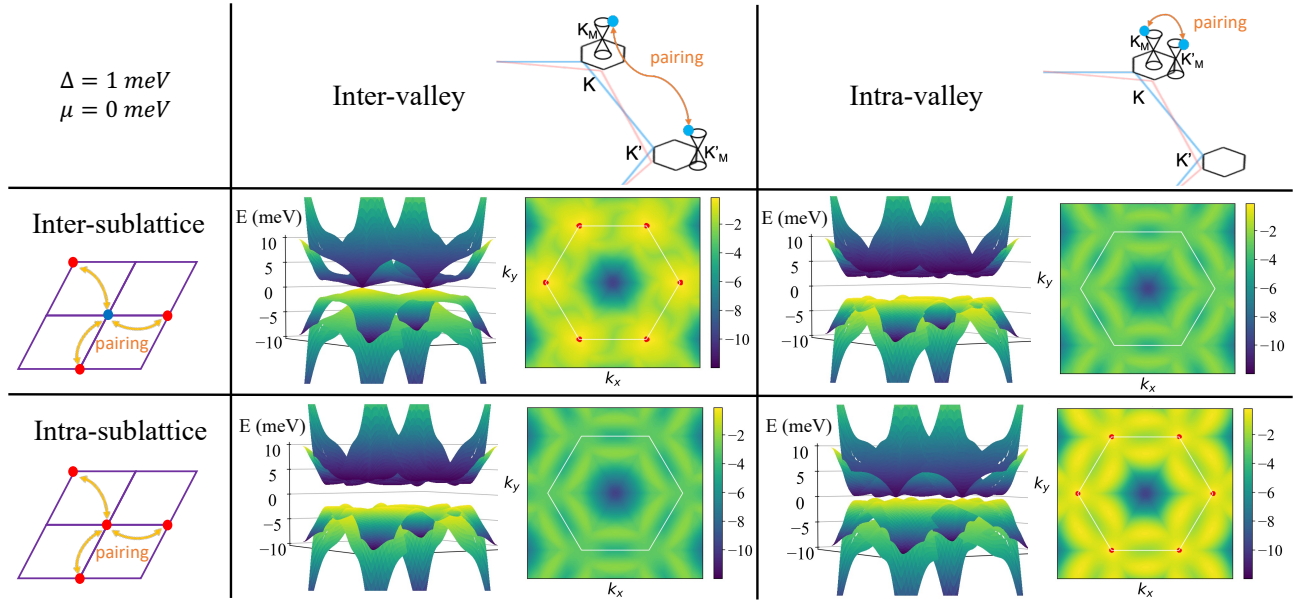 Δ = 1 meV
μ = 0 meV
Inter-valley
K_M
pairing
K
K'
K'_M
Intra-valley
pairing
K_M
K'_M
K
K'
Inter-sublattice
pairing
E (meV)
10
5
0
−5
−10
k_y
k_x
−2
−4
−6
−8
−10
E (meV)
10
5
0
−5
−10
k_y
k_x
−2
−4
−6
−8
−10
Intra-sublattice
pairing
E (meV)
10
5
0
−5
−10
k_y
k_x
−2
−4
−6
−8
−10
E (meV)
10
5
0
−5
−10
k_y
k_x
−2
−4
−6
−8
−10